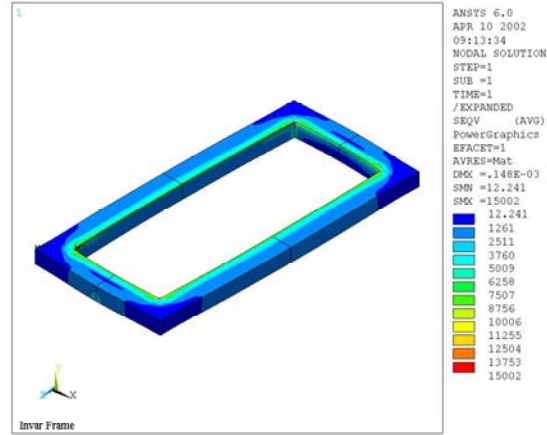 1
ANSYS 6.0
APR 10 2002
09:13:34
NODAL SOLUTION
STEP=1
SUB =1
TIME=1
/EXPANDED
SEQV (AVG)
PowerGraphics
EFACET=1
AVRES=Mat
DMX =.148E-03
SMN =12.241
SMX =15002
12.241
1261
2511
3760
5009
6258
7507
8756
10006
11255
12504
13753
15002
Y
Z
X
Invar Frame